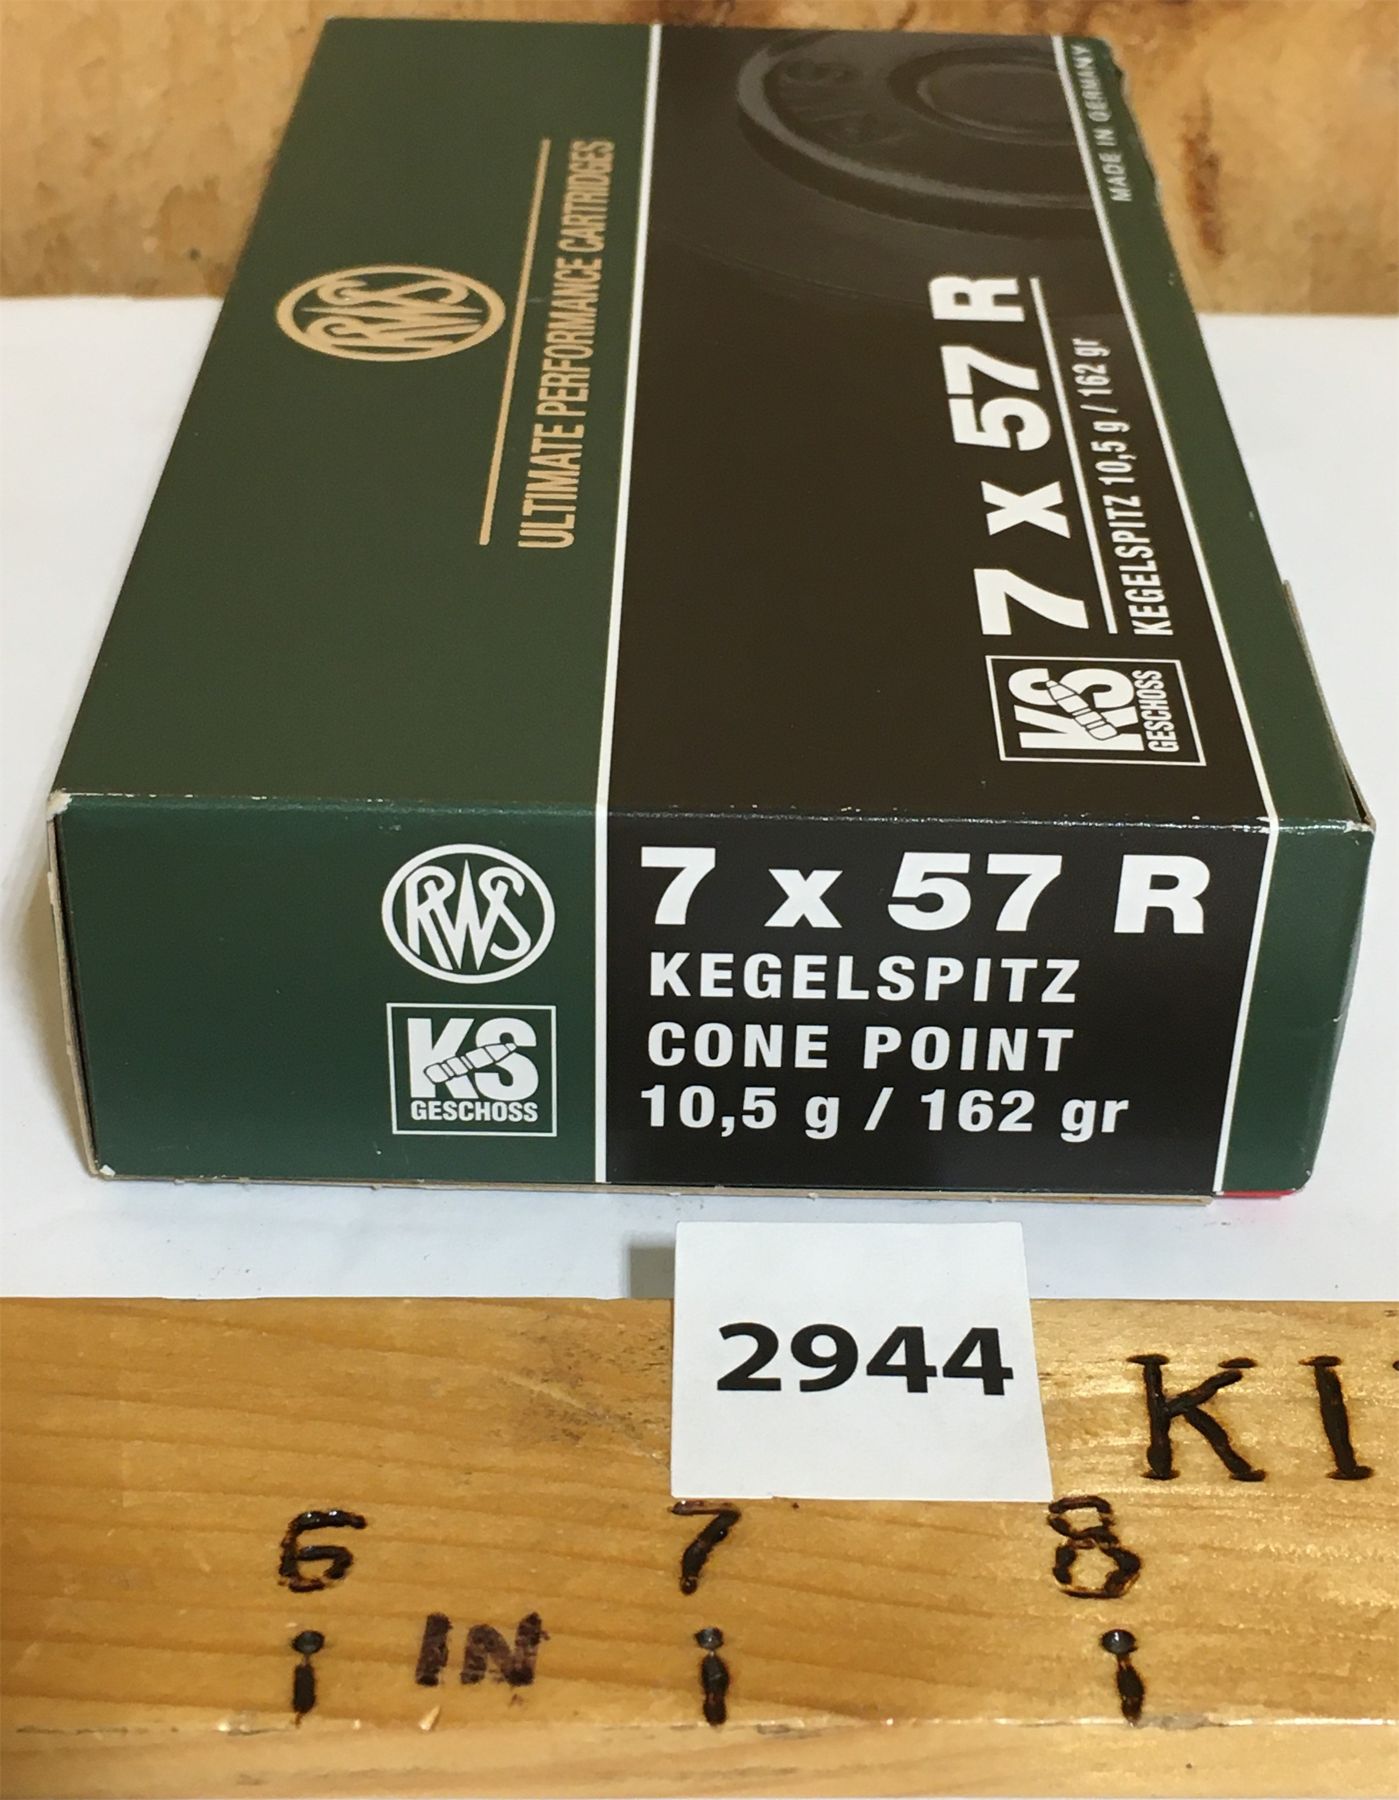 RWS
ULTIMATE PERFORMANCE CARTRIDGES
MADE IN GERMANY
7 x 57 R
KEGELSPITZ 10,5 g / 162 gr
KS
GESCHOSS
RWS
KS
GESCHOSS
7 x 57 R
KEGELSPITZ
CONE POINT
10,5 g / 162 gr
2944
KI
6 7 8
IN